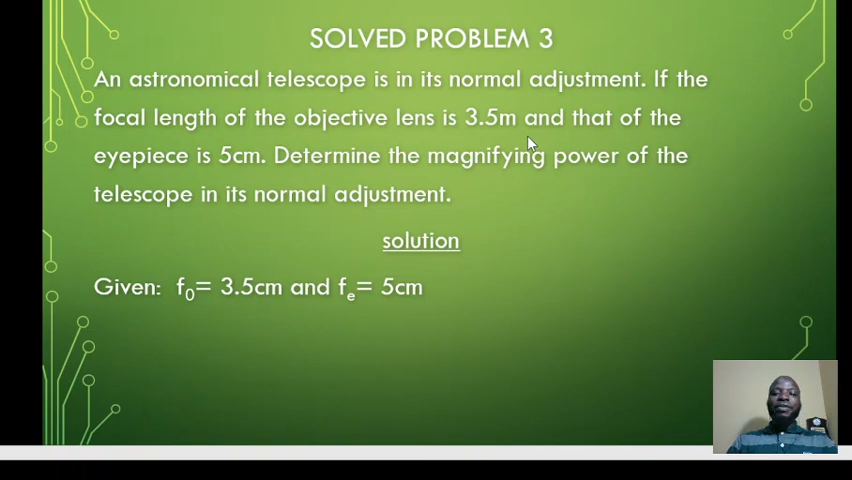 SOLVED PROBLEM 3
An astronomical telescope is in its normal adjustment. If the
focal length of the objective lens is 3.5m and that of the
eyepiece is 5cm. Determine the magnifying power of the
telescope in its normal adjustment.
solution
Given: f0= 3.5cm and fe= 5cm